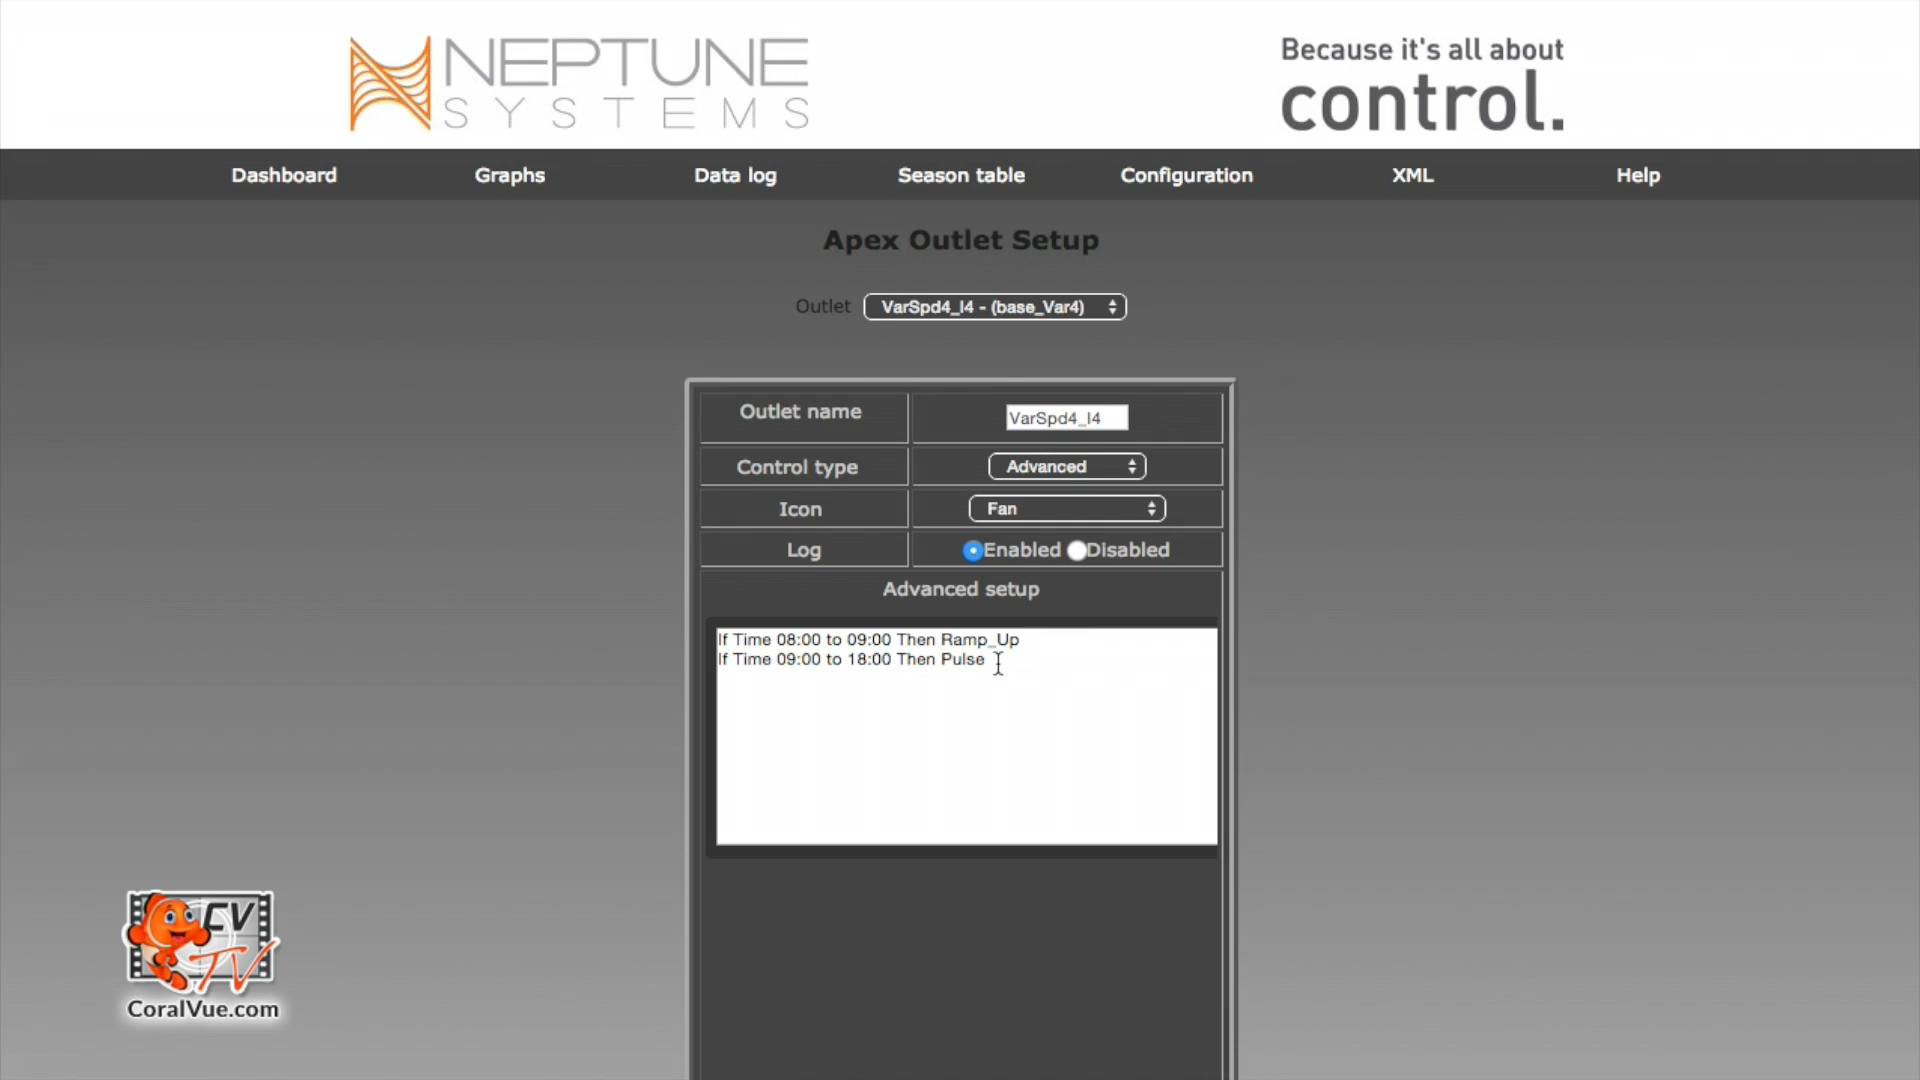 NEPTUNE
SYSTEMS
Because it's all about
control.
Dashboard Graphs Data log Season table Configuration XML Help
Apex Outlet Setup
Outlet VarSpd4_I4 - (base_Var4)
Outlet name VarSpd4_I4
Control type Advanced
Icon Fan
Log Enabled Disabled
Advanced setup
If Time 08:00 to 09:00 Then Ramp_Up
If Time 09:00 to 18:00 Then Pulse
CV
TV
CoralVue.com